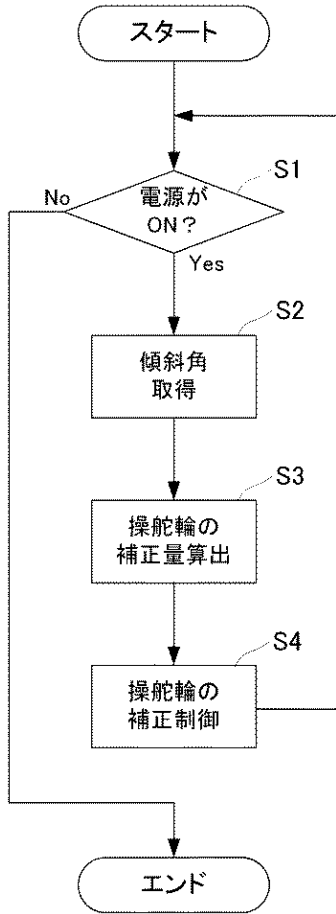 スタート
S1
No
電源が
ON?
Yes
S2
傾斜角
取得
S3
操舵輪の
補正量算出
S4
操舵輪の
補正制御
エンド